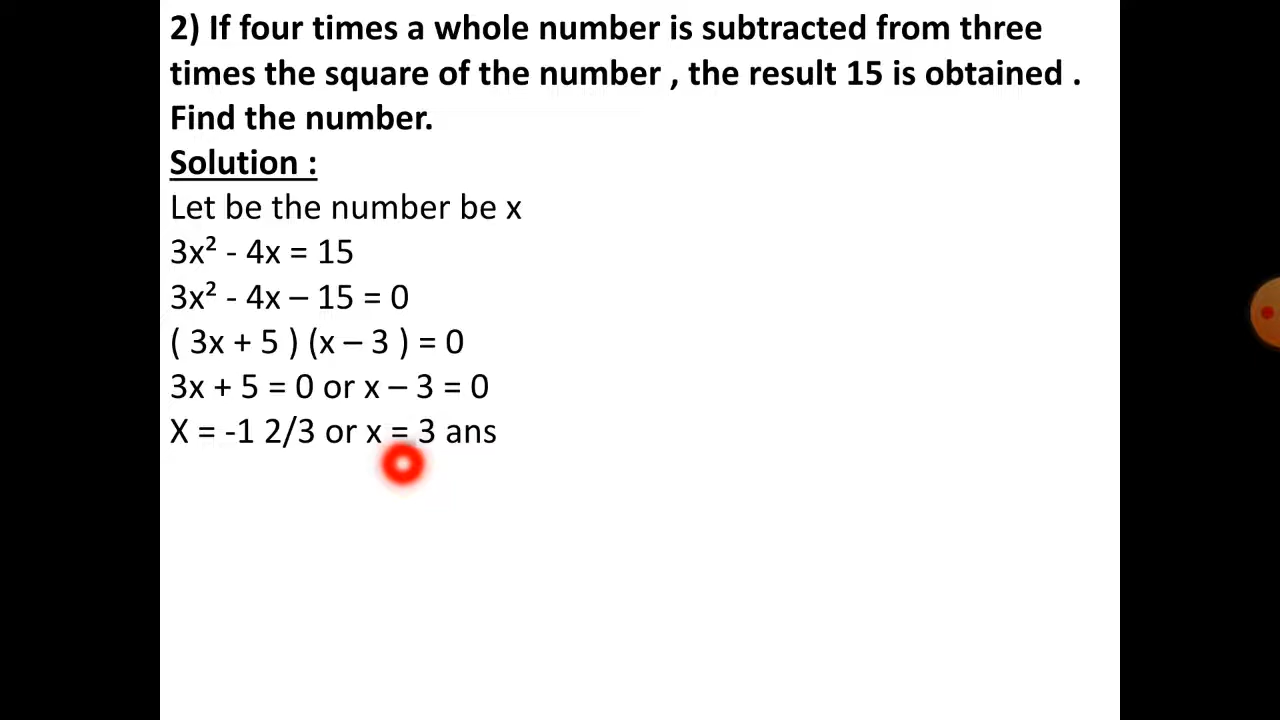 2) If four times a whole number is subtracted from three
times the square of the number , the result 15 is obtained .
Find the number.
Solution :
Let be the number be x
3x² - 4x = 15
3x² - 4x – 15 = 0
( 3x + 5 ) (x – 3 ) = 0
3x + 5 = 0 or x – 3 = 0
X = -1 2/3 or x = 3 ans